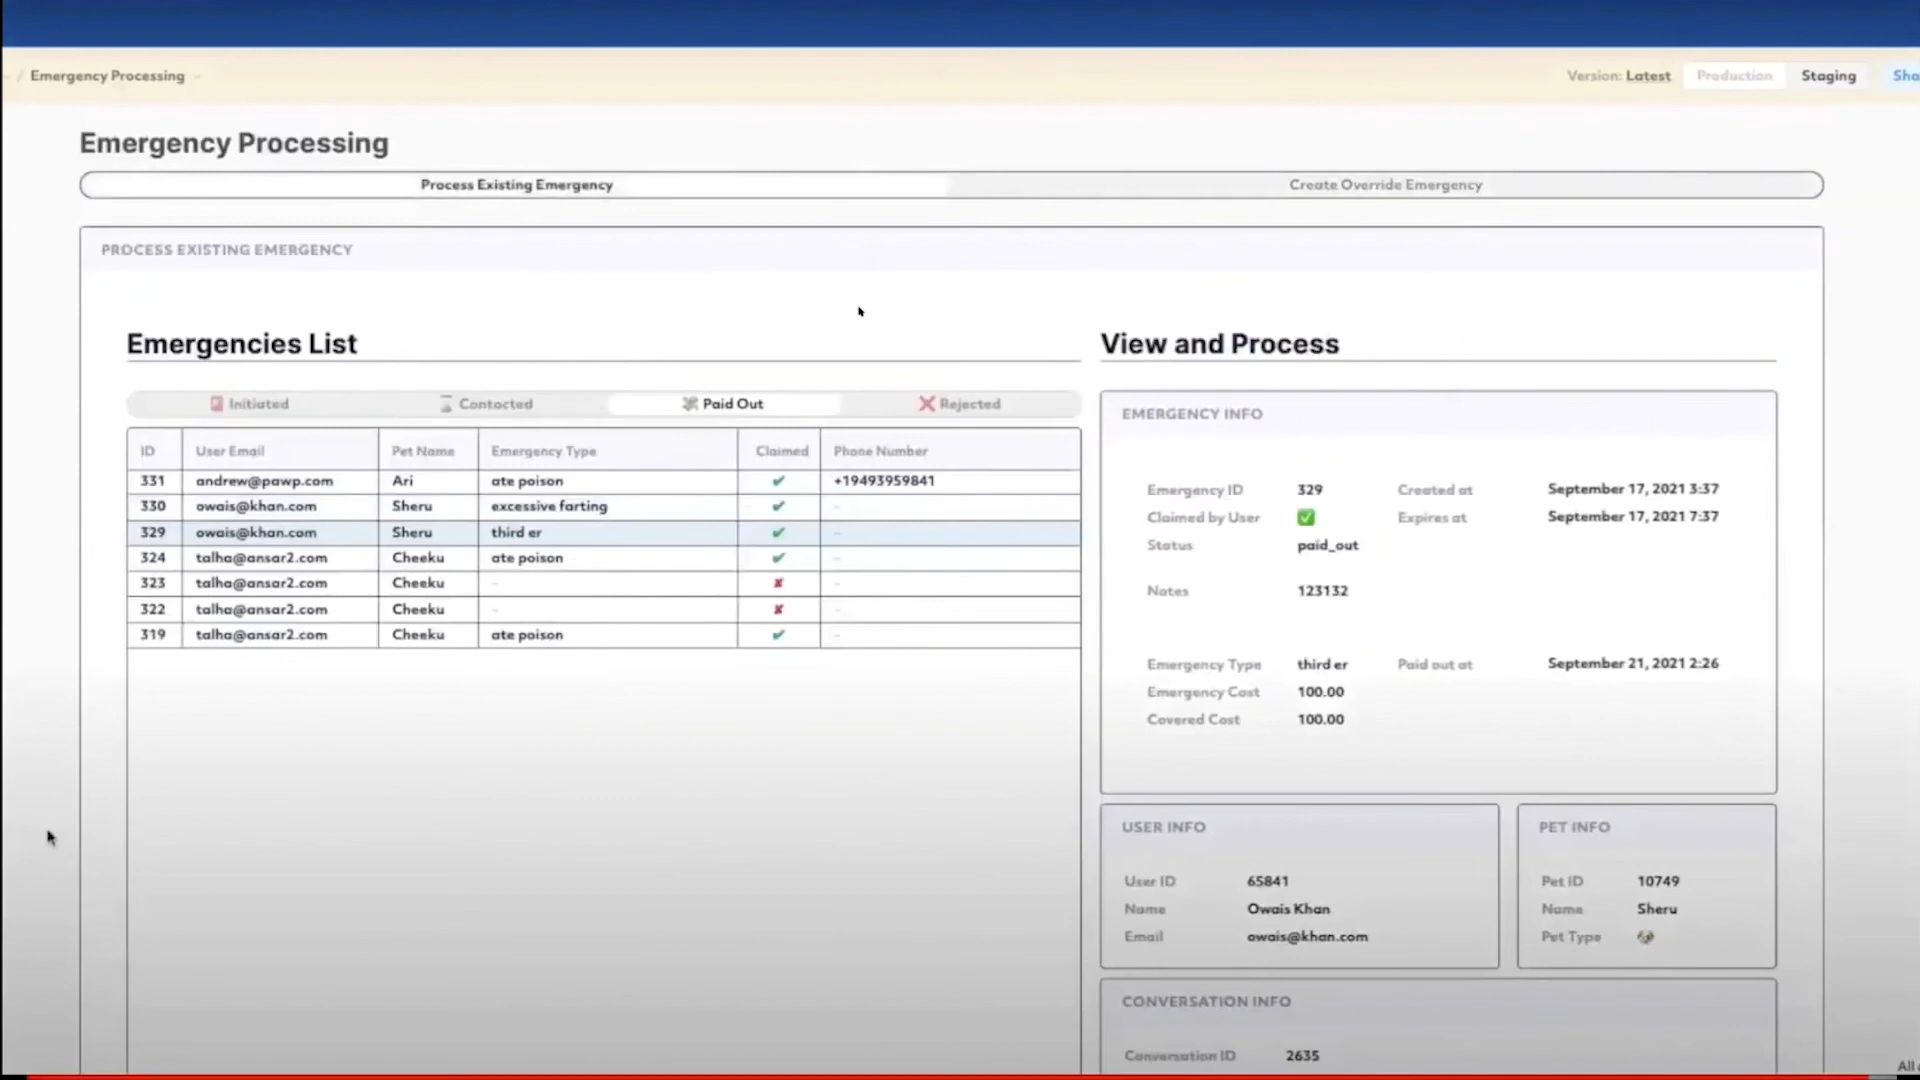 / Emergency Processing
Version: Latest Production Staging
Emergency Processing
Process Existing Emergency Create Override Emergency
PROCESS EXISTING EMERGENCY
Emergencies List
Initiated Contacted Paid Out Rejected
ID User Email Pet Name Emergency Type Claimed Phone Number
331 andrew@pawp.com Ari ate poison ✔ +19493959841
330 owais@khan.com Sheru excessive farting ✔ -
329 owais@khan.com Sheru third er ✔ -
324 talha@ansar2.com Cheeku ate poison ✔ -
323 talha@ansar2.com Cheeku - ✘ -
322 talha@ansar2.com Cheeku - ✘ -
319 talha@ansar2.com Cheeku ate poison ✔ -
View and Process
EMERGENCY INFO
Emergency ID 329 Created at September 17, 2021 3:37
Claimed by User ✅ Expires at September 17, 2021 7:37
Status paid_out
Notes 123132
Emergency Type third er Paid out at September 21, 2021 2:26
Emergency Cost 100.00
Covered Cost 100.00
USER INFO
User ID 65841
Name Owais Khan
Email owais@khan.com
PET INFO
Pet ID 10749
Name Sheru
Pet Type
CONVERSATION INFO
Conversation ID 2635
All